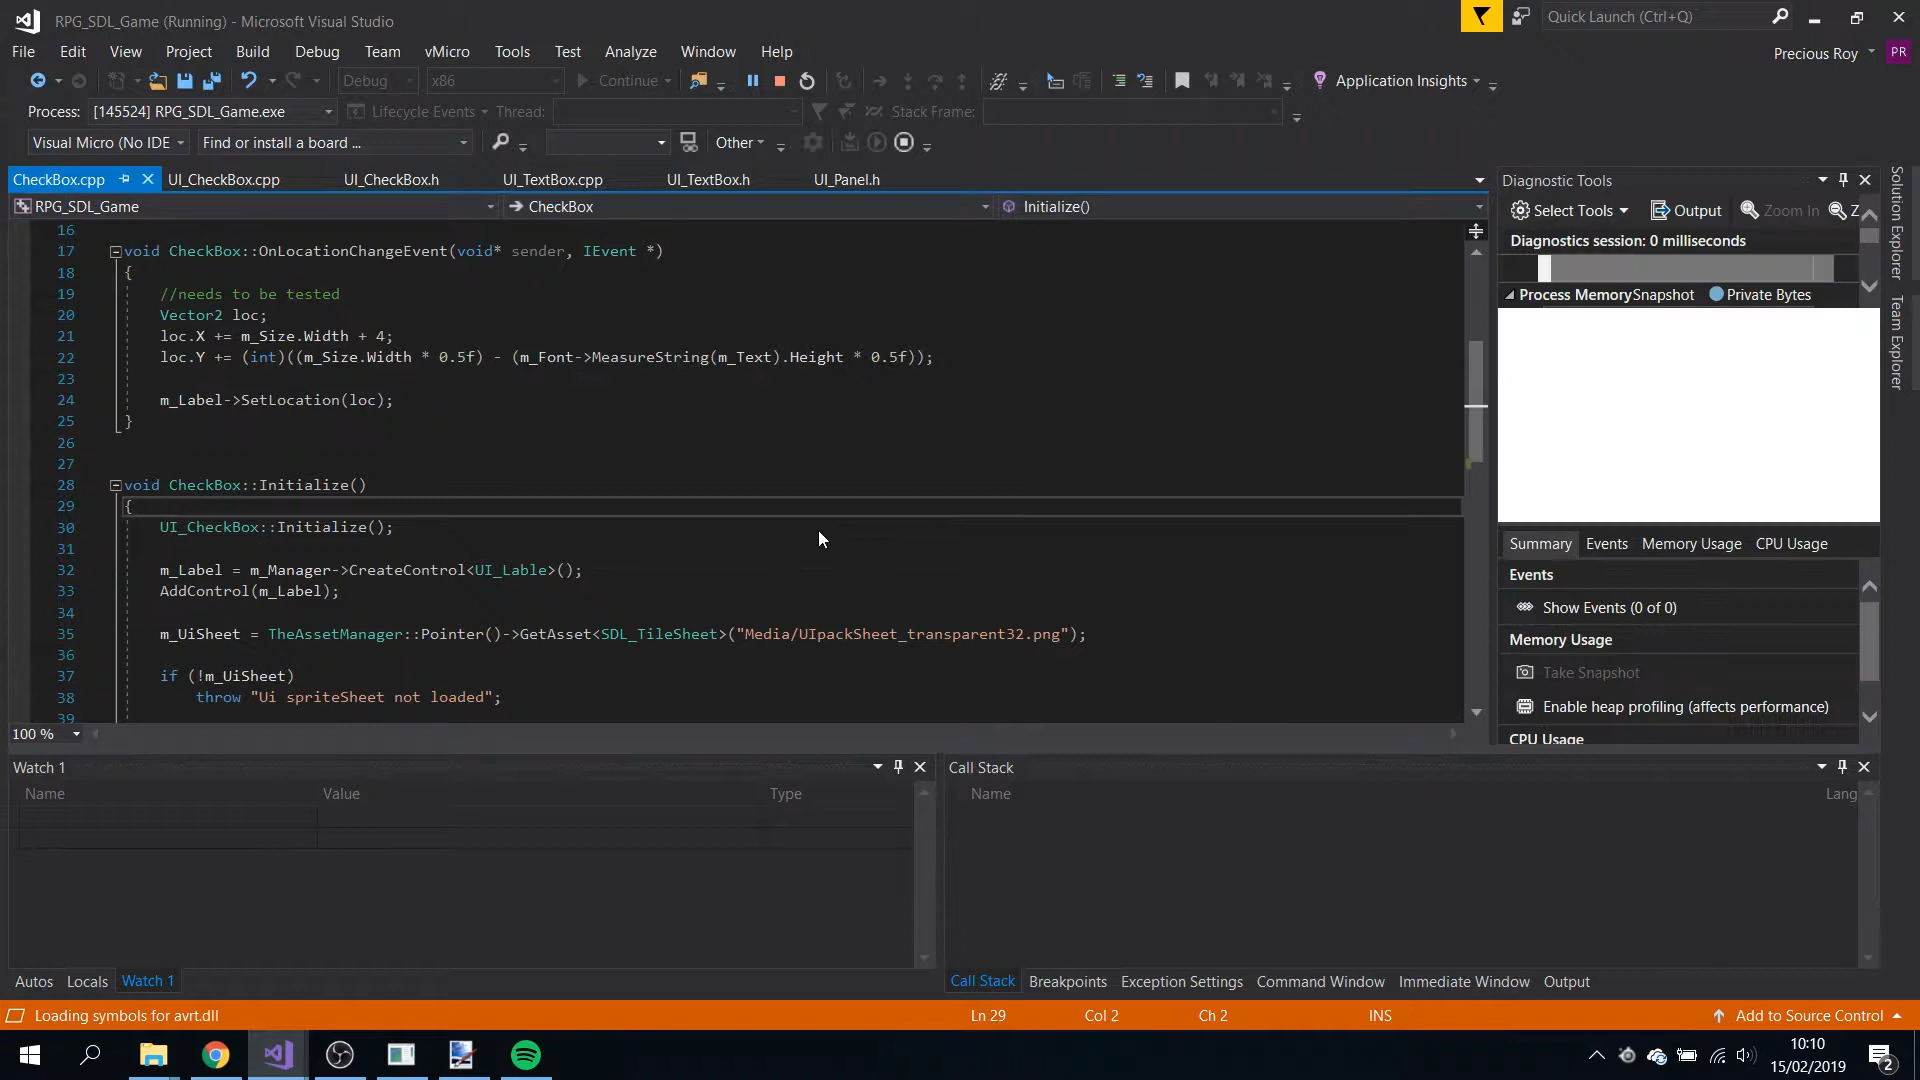 RPG_SDL_Game (Running) - Microsoft Visual Studio
Quick Launch (Ctrl+Q)
File Edit View Project Build Debug Team vMicro Tools Test Analyze Window Help
Precious Roy PR
Debug x86 Continue Application Insights
Process: [145524] RPG_SDL_Game.exe Lifecycle Events Thread: Stack Frame:
Visual Micro (No IDE Find or install a board ... Other
CheckBox.cpp UI_CheckBox.cpp UI_CheckBox.h UI_TextBox.cpp UI_TextBox.h UI_Panel.h
RPG_SDL_Game CheckBox Initialize()
16
17 void CheckBox::OnLocationChangeEvent(void* sender, IEvent *)
18 {
19 //needs to be tested
20 Vector2 loc;
21 loc.X += m_Size.Width + 4;
22 loc.Y += (int)((m_Size.Width * 0.5f) - (m_Font->MeasureString(m_Text).Height * 0.5f));
23
24 m_Label->SetLocation(loc);
25 }
26
27
28 void CheckBox::Initialize()
29 {
30 UI_CheckBox::Initialize();
31
32 m_Label = m_Manager->CreateControl<UI_Lable>();
33 AddControl(m_Label);
34
35 m_UiSheet = TheAssetManager::Pointer()->GetAsset<SDL_TileSheet>("Media/UIpackSheet_transparent32.png");
36
37 if (!m_UiSheet)
38 throw "Ui spriteSheet not loaded";
39
100 %
Diagnostic Tools
Select Tools Output Zoom In Z
Diagnostics session: 0 milliseconds
Process Memory Snapshot Private Bytes
Summary Events Memory Usage CPU Usage
Events
Show Events (0 of 0)
Memory Usage
Take Snapshot
Enable heap profiling (affects performance)
CPU Usage
Solution Explorer
Team Explorer
Watch 1
Name Value Type
Autos Locals Watch 1
Call Stack
Name Lang
Call Stack Breakpoints Exception Settings Command Window Immediate Window Output
Loading symbols for avrt.dll Ln 29 Col 2 Ch 2 INS Add to Source Control
10:10
15/02/2019
2